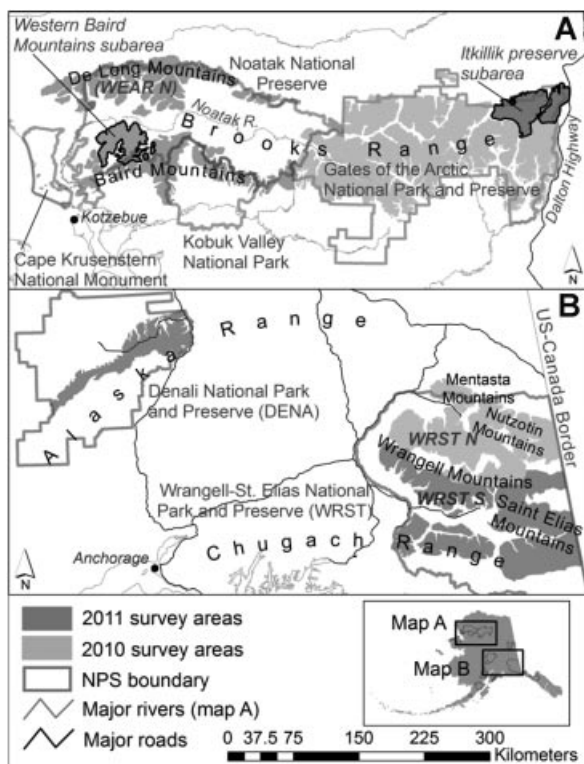 A
Western Baird
Mountains subarea
De Long Mountains
(WEAR N)
Noatak National
Preserve
Itkillik preserve
subarea
Noatak R.
Brooks Range
Baird Mountains
Gates of the Arctic
National Park and Preserve
Dalton Highway
Kotzebue
Cape Krusenstern
National Monument
Kobuk Valley
National Park
N
B
Alaska Range
US-Canada Border
Denali National Park
and Preserve (DENA)
Mentasta
Mountains
Nutzotin
Mountains
WRST N
Wrangell Mountains
WRST S
Saint Elias
Mountains
Wrangell-St. Elias National
Park and Preserve (WRST)
Anchorage
Chugach Range
N
2011 survey areas
2010 survey areas
NPS boundary
Major rivers (map A)
Major roads
Map A
Map B
0 37.5 75 150 225 300
Kilometers